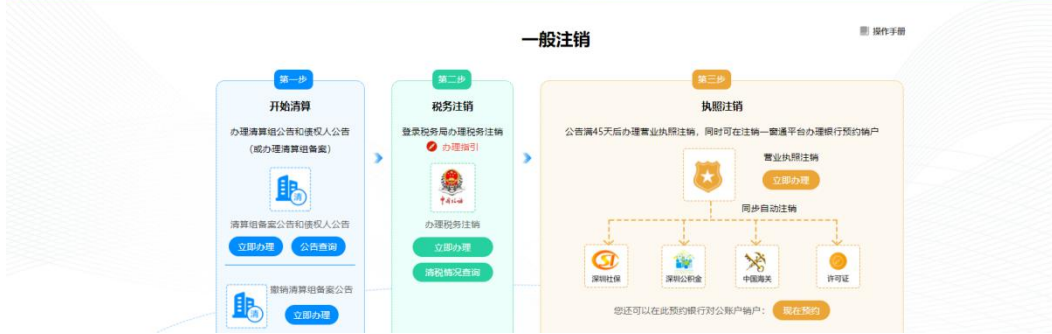 一般注销
操作手册
第一步
开始清算
办理清算组公告和债权人公告
（或办理清算组备案）
清
清算组备案公告和债权人公告
立即办理
公告查询
撤销清算组备案公告
清
立即办理
第二步
税务注销
登录税务局办理税务注销
办理指引
中国税务
办理税务注销
立即办理
清税情况查询
第三步
执照注销
公告满45天后办理营业执照注销，同时可在注销一窗通平台办理银行预约销户
营业执照注销
立即办理
同步自动注销
深圳社保
深圳公积金
中国海关
许可证
您还可以在此预约银行对公账户销户：
现在预约